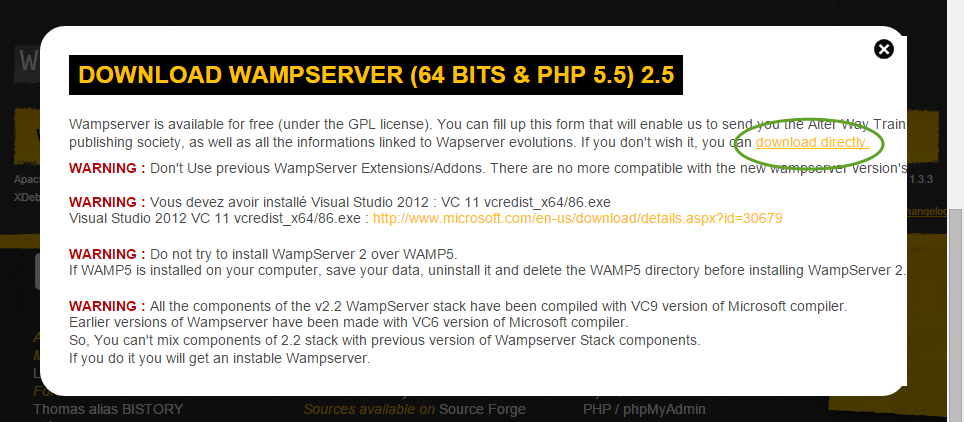 DOWNLOAD WAMPSERVER (64 BITS & PHP 5.5) 2.5
Wampserver is available for free (under the GPL license). You can fill up this form that will enable us to send you the Alter Way Train
publishing society, as well as all the informations linked to Wapserver evolutions. If you don't wish it, you can download directly.
WARNING : Don't Use previous WampServer Extensions/Addons. There are no more compatible with the new wampserver version's
WARNING : Vous devez avoir installé Visual Studio 2012 : VC 11 vcredist_x64/86.exe
Visual Studio 2012 VC 11 vcredist_x64/86.exe : http://www.microsoft.com/en-us/download/details.aspx?id=30679
WARNING : Do not try to install WampServer 2 over WAMP5.
If WAMP5 is installed on your computer, save your data, uninstall it and delete the WAMP5 directory before installing WampServer 2.
WARNING : All the components of the v2.2 WampServer stack have been compiled with VC9 version of Microsoft compiler.
Earlier versions of Wampserver have been made with VC6 version of Microsoft compiler.
So, You can't mix components of 2.2 stack with previous version of Wampserver Stack components.
If you do it you will get an instable Wampserver.
W
Apac
1.3.3
XDeb
hangelog
Fo
Thomas alias BISTORY
Sources available on Source Forge
PHP / phpMyAdmin